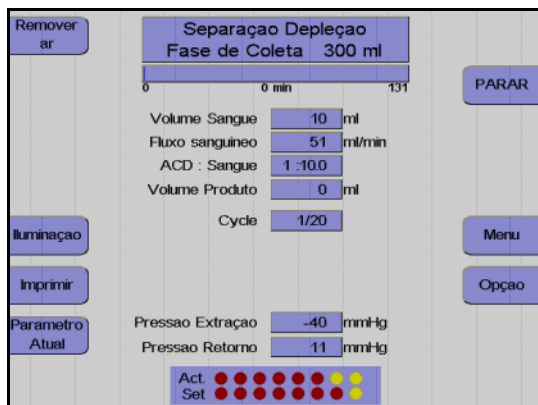 Remover
ar
Separaçao Depleçao
Fase de Coleta 300 ml
0 0 min 131
PARAR
Volume Sangue 10 ml
Fluxo sanguineo 51 ml/min
ACD : Sangue 1 :10.0
Volume Produto 0 ml
Cycle 1/20
Iluminaçao
Menu
Imprimir
Opçao
Parametro
Atual
Pressao Extraçao -40 mmHg
Pressao Retorno 11 mmHg
Act.
Set